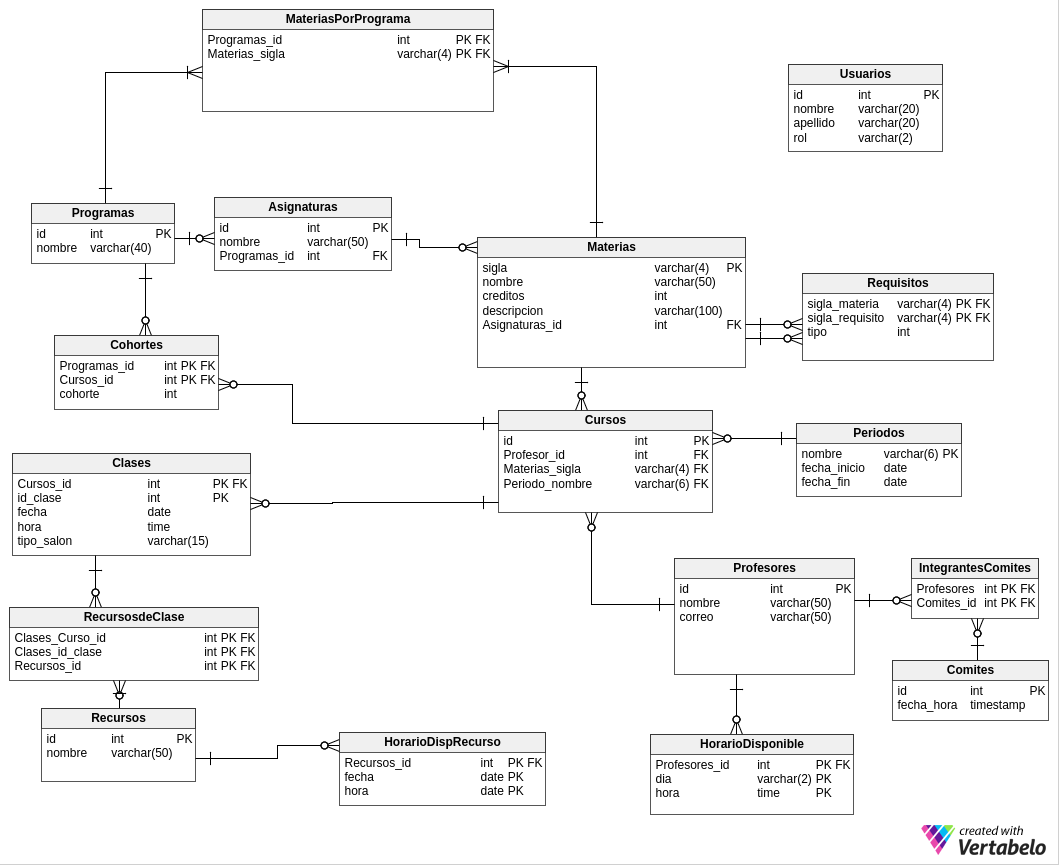 MateriasPorPrograma
Programas_id int PK FK
Materias_sigla varchar(4) PK FK
Usuarios
id int PK
nombre varchar(20)
apellido varchar(20)
rol varchar(2)
Programas
id int PK
nombre varchar(40)
Asignaturas
id int PK
nombre varchar(50)
Programas_id int FK
Materias
sigla varchar(4) PK
nombre varchar(50)
creditos int
descripcion varchar(100)
Asignaturas_id int FK
Requisitos
sigla_materia varchar(4) PK FK
sigla_requisito varchar(4) PK FK
tipo int
Cohortes
Programas_id int PK FK
Cursos_id int PK FK
cohorte int
Cursos
id int PK
Profesor_id int FK
Materias_sigla varchar(4) FK
Periodo_nombre varchar(6) FK
Periodos
nombre varchar(6) PK
fecha_inicio date
fecha_fin date
Clases
Cursos_id int PK FK
id_clase int PK
fecha date
hora time
tipo_salon varchar(15)
Profesores
id int PK
nombre varchar(50)
correo varchar(50)
IntegrantesComites
Profesores int PK FK
Comites_id int PK FK
RecursosdeClase
Clases_Curso_id int PK FK
Clases_id_clase int PK FK
Recursos_id int PK FK
Comites
id int PK
fecha_hora timestamp
Recursos
id int PK
nombre varchar(50)
HorarioDispRecurso
Recursos_id int PK FK
fecha date PK
hora date PK
HorarioDisponible
Profesores_id int PK FK
dia varchar(2) PK
hora time PK
created with
Vertabelo